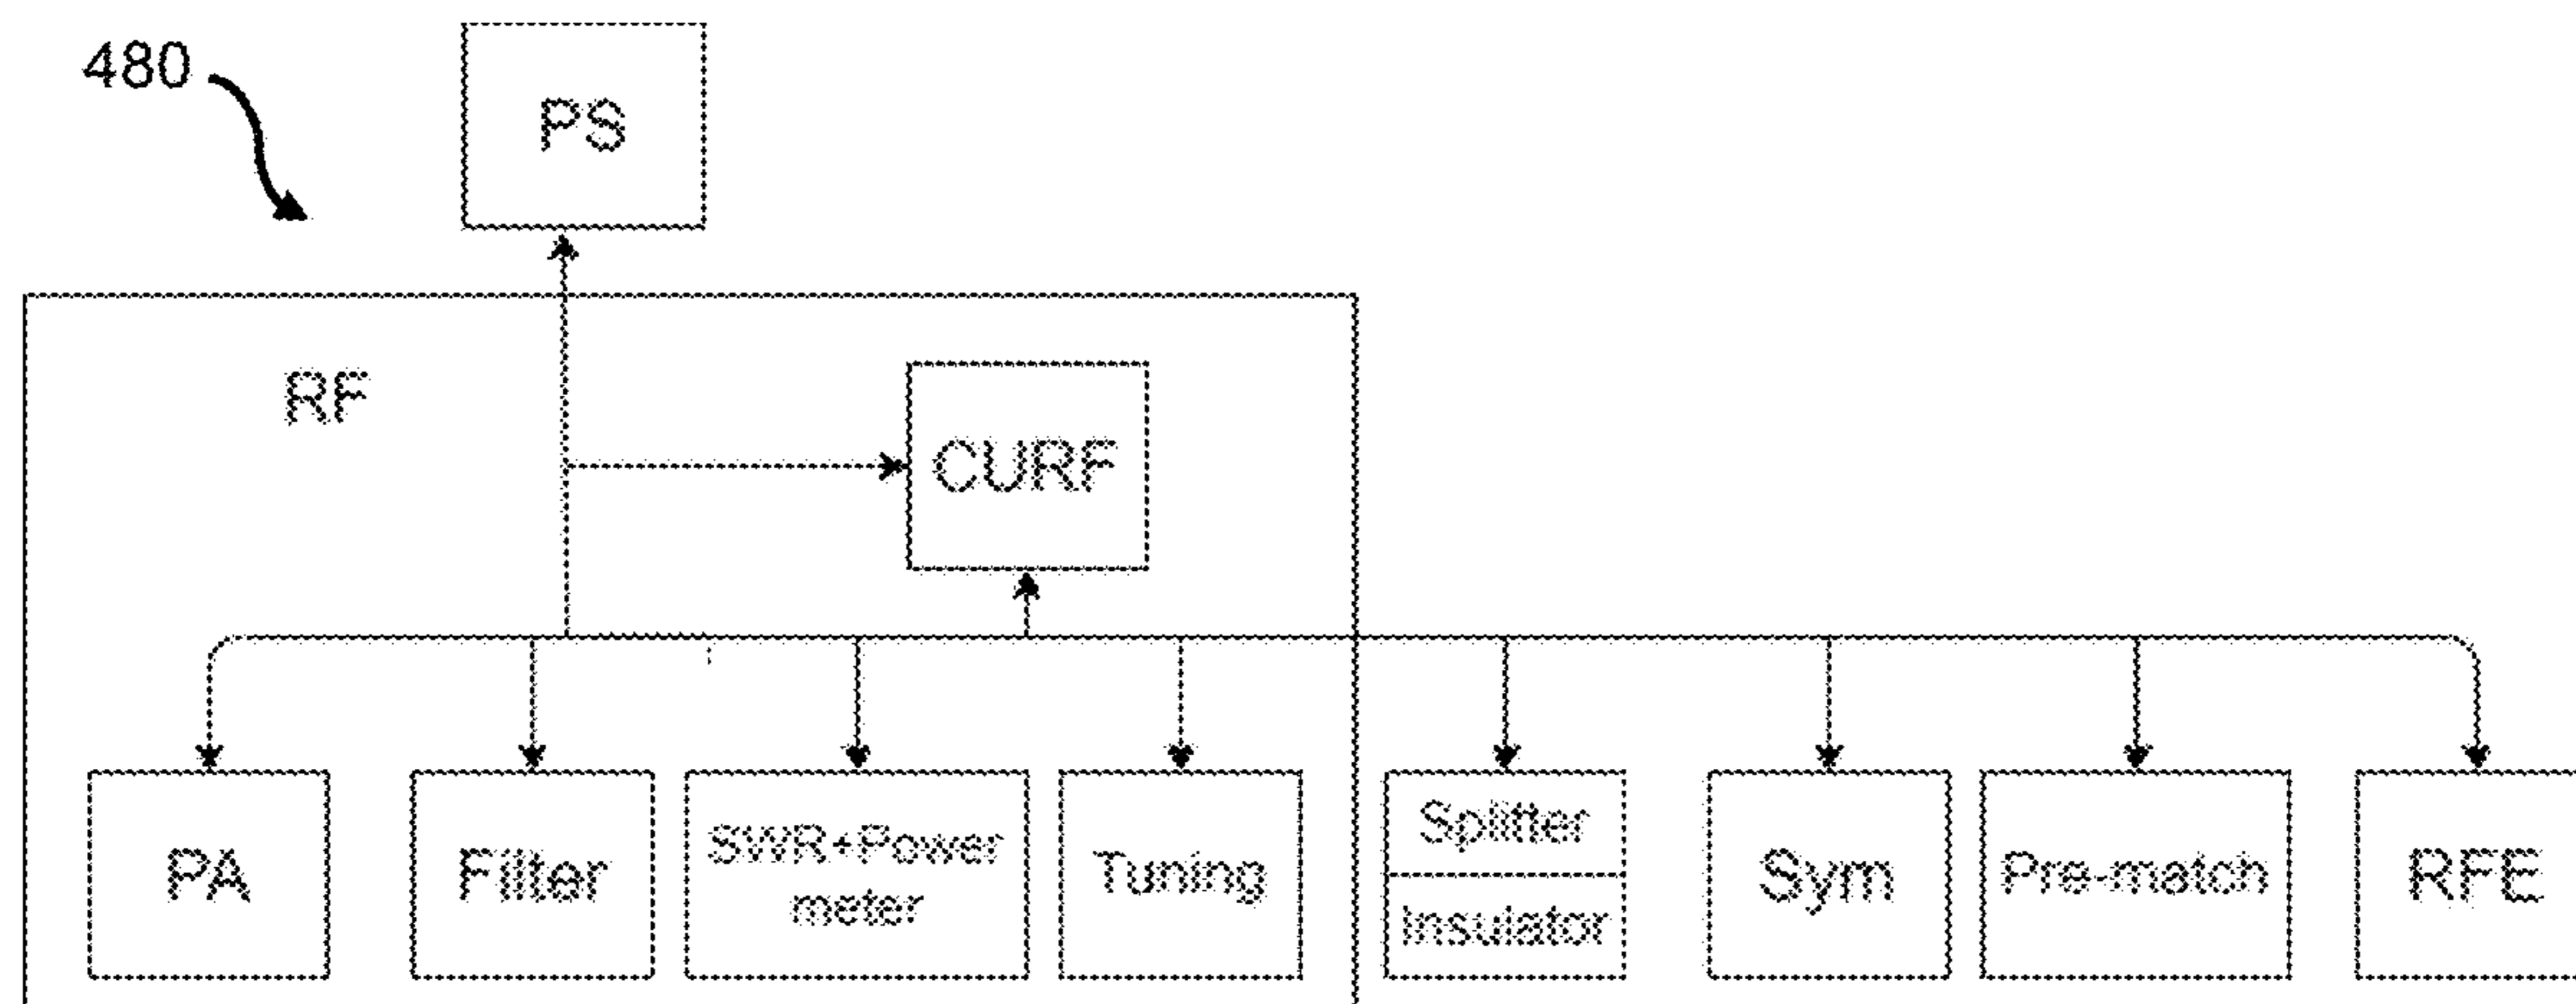 480
PS
RF
CURF
PA
Filter
SWR+Power
meter
Tuning
Splitter
Insulator
Sym
Pre-match
RFE